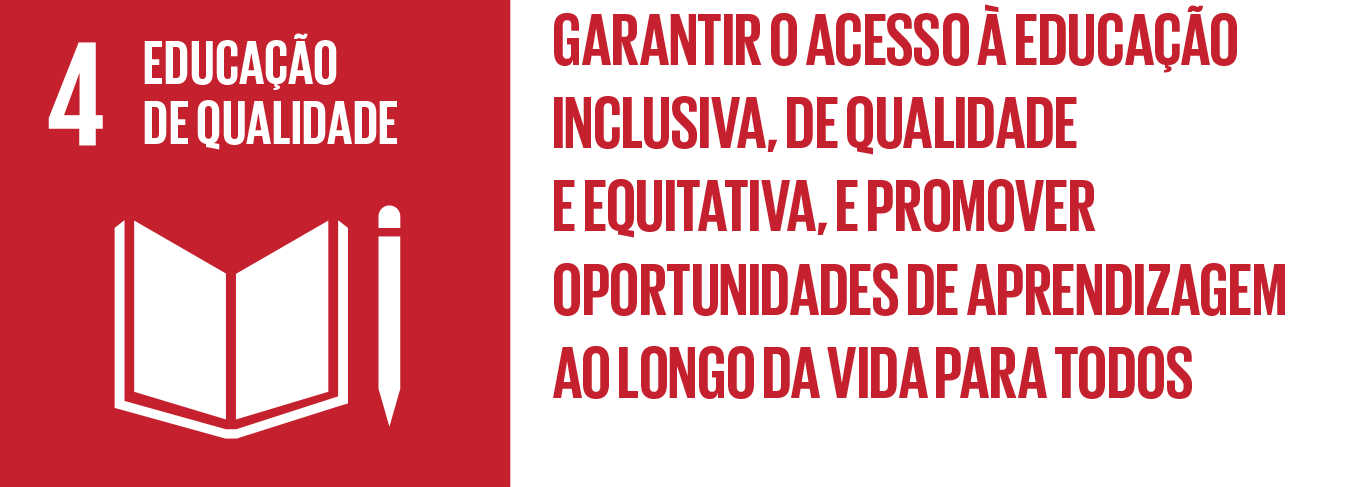 4
EDUCAÇÃO
DE QUALIDADE
GARANTIR O ACESSO À EDUCAÇÃO
INCLUSIVA, DE QUALIDADE
E EQUITATIVA, E PROMOVER
OPORTUNIDADES DE APRENDIZAGEM
AO LONGO DA VIDA PARA TODOS